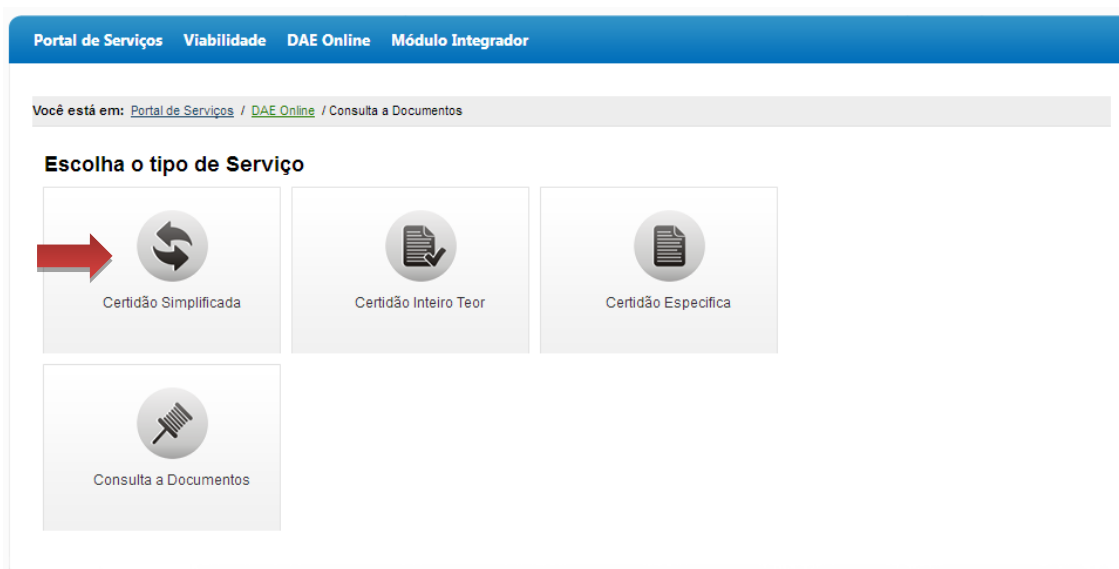 Portal de Serviços Viabilidade DAE Online Módulo Integrador
Você está em: Portal de Serviços / DAE Online / Consulta a Documentos
Escolha o tipo de Serviço
Certidão Simplificada Certidão Inteiro Teor Certidão Especifica
Consulta a Documentos